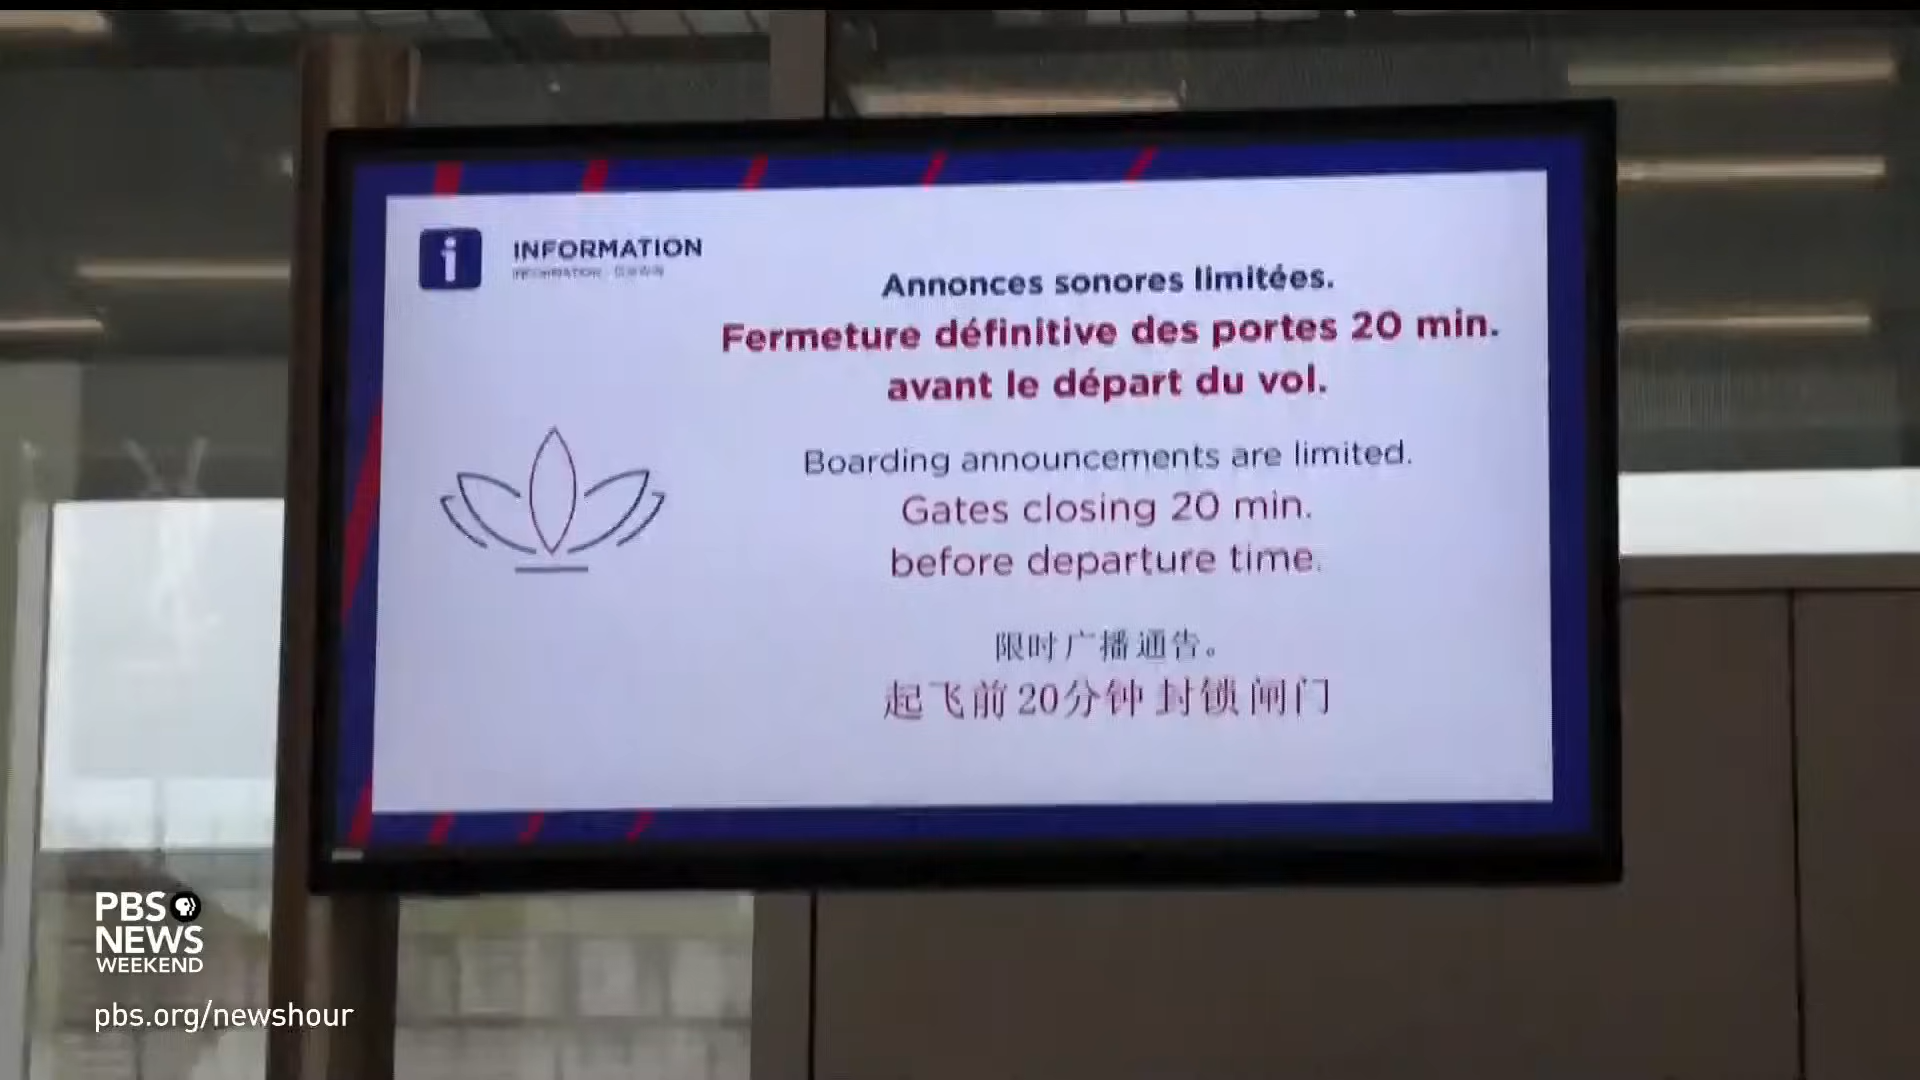 INFORMATION
Annonces sonores limitées.
Fermeture définitive des portes 20 min.
avant le départ du vol.
Boarding announcements are limited.
Gates closing 20 min.
before departure time.
限时广播通告。
起飞前20分钟 封锁闸门
PBS
NEWS
WEEKEND
pbs.org/newshour